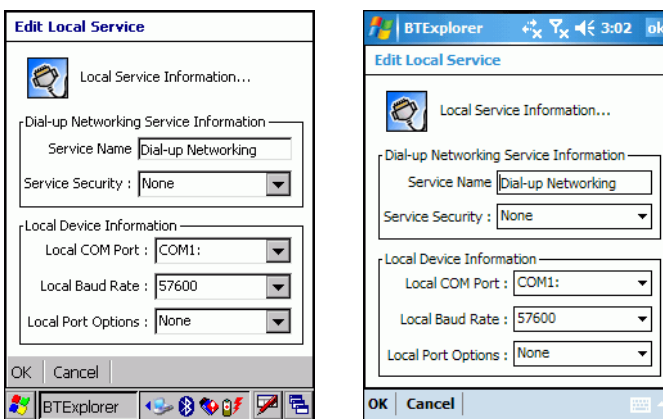 Edit Local Service
Local Service Information...
Dial-up Networking Service Information
Service Name Dial-up Networking
Service Security : None
Local Device Information
Local COM Port : COM1:
Local Baud Rate : 57600
Local Port Options : None
OK Cancel
BTExplorer
BTExplorer 3:02 ok
Edit Local Service
Local Service Information...
Dial-up Networking Service Information
Service Name Dial-up Networking
Service Security : None
Local Device Information
Local COM Port : COM1:
Local Baud Rate : 57600
Local Port Options : None
OK Cancel